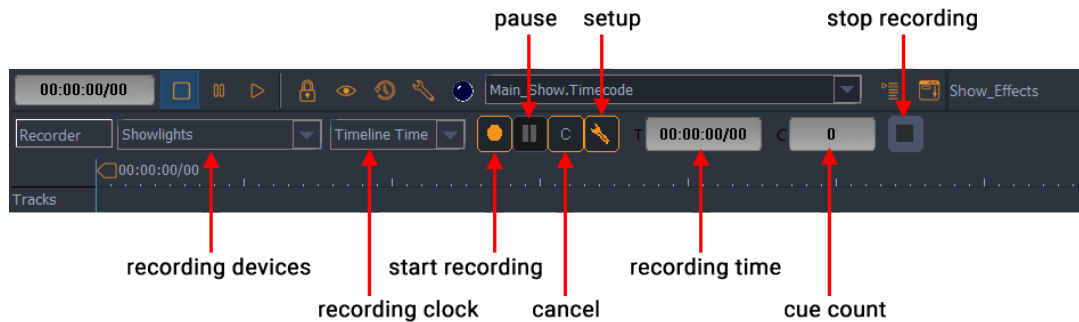 pause setup stop recording
00:00:00/00 Main_Show.Timecode Show_Effects
Recorder Showlights Timeline Time C T 00:00:00/00 C 0
00:00:00/00
Tracks
recording devices start recording recording time
recording clock cancel cue count